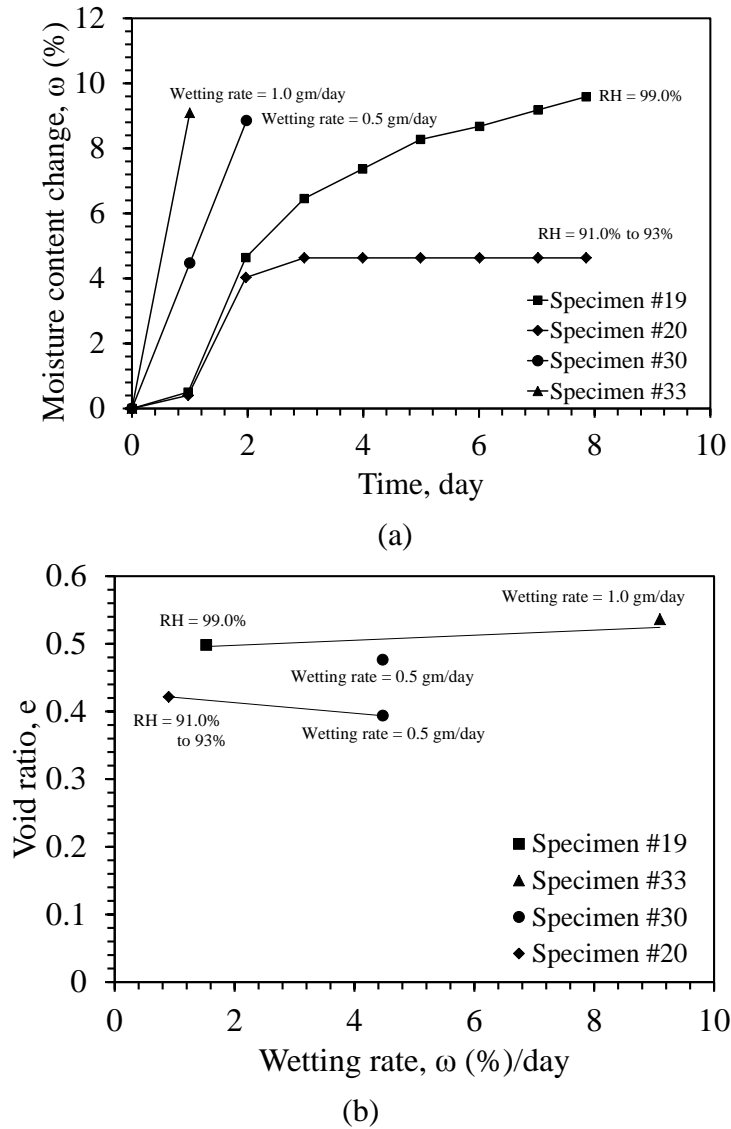 12
10
8
6
4
2
0
Moisture content change, ω (%)
Wetting rate = 1.0 gm/day
Wetting rate = 0.5 gm/day
RH = 99.0%
RH = 91.0% to 93%
Specimen #19
Specimen #20
Specimen #30
Specimen #33
0 2 4 6 8 10
Time, day
(a)
0.6
0.5
0.4
0.3
0.2
0.1
0
Void ratio, e
Wetting rate = 1.0 gm/day
RH = 99.0%
Wetting rate = 0.5 gm/day
RH = 91.0%
to 93%
Wetting rate = 0.5 gm/day
Specimen #19
Specimen #33
Specimen #30
Specimen #20
0 2 4 6 8 10
Wetting rate, ω (%)/day
(b)